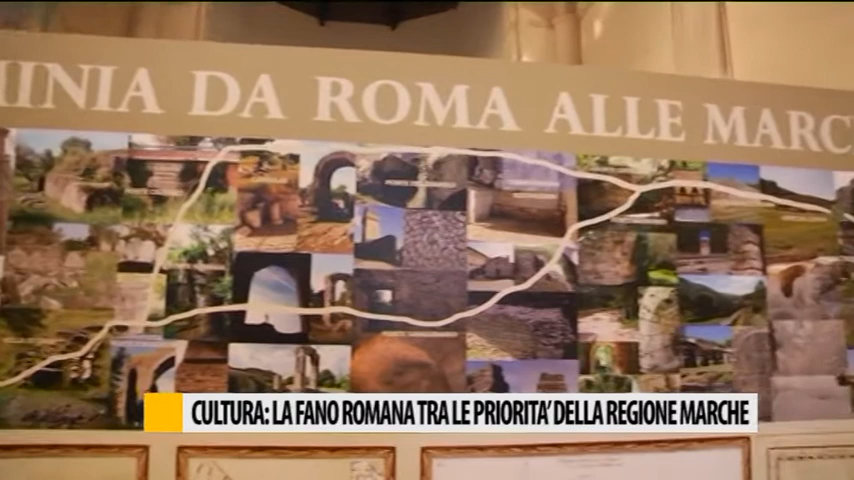 INIA DA ROMA ALLE MARC
CULTURA: LA FANO ROMANA TRA LE PRIORITA' DELLA REGIONE MARCHE